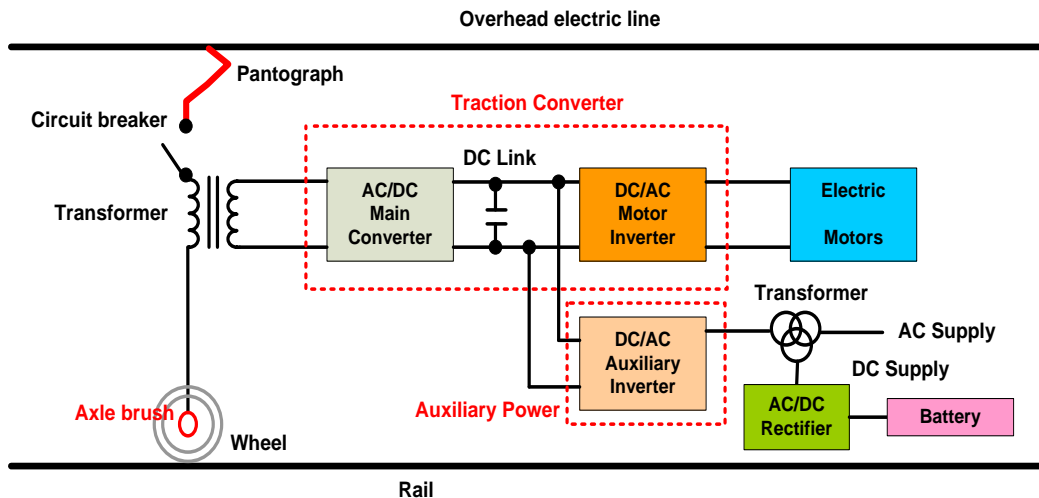 Overhead electric line
Pantograph
Traction Converter
Circuit breaker
DC Link
AC/DC
Main
Converter
DC/AC
Motor
Inverter
Electric
Motors
Transformer
Transformer
DC/AC
Auxiliary
Inverter
AC Supply
DC Supply
Auxiliary Power
AC/DC
Rectifier
Battery
Axle brush
Wheel
Rail